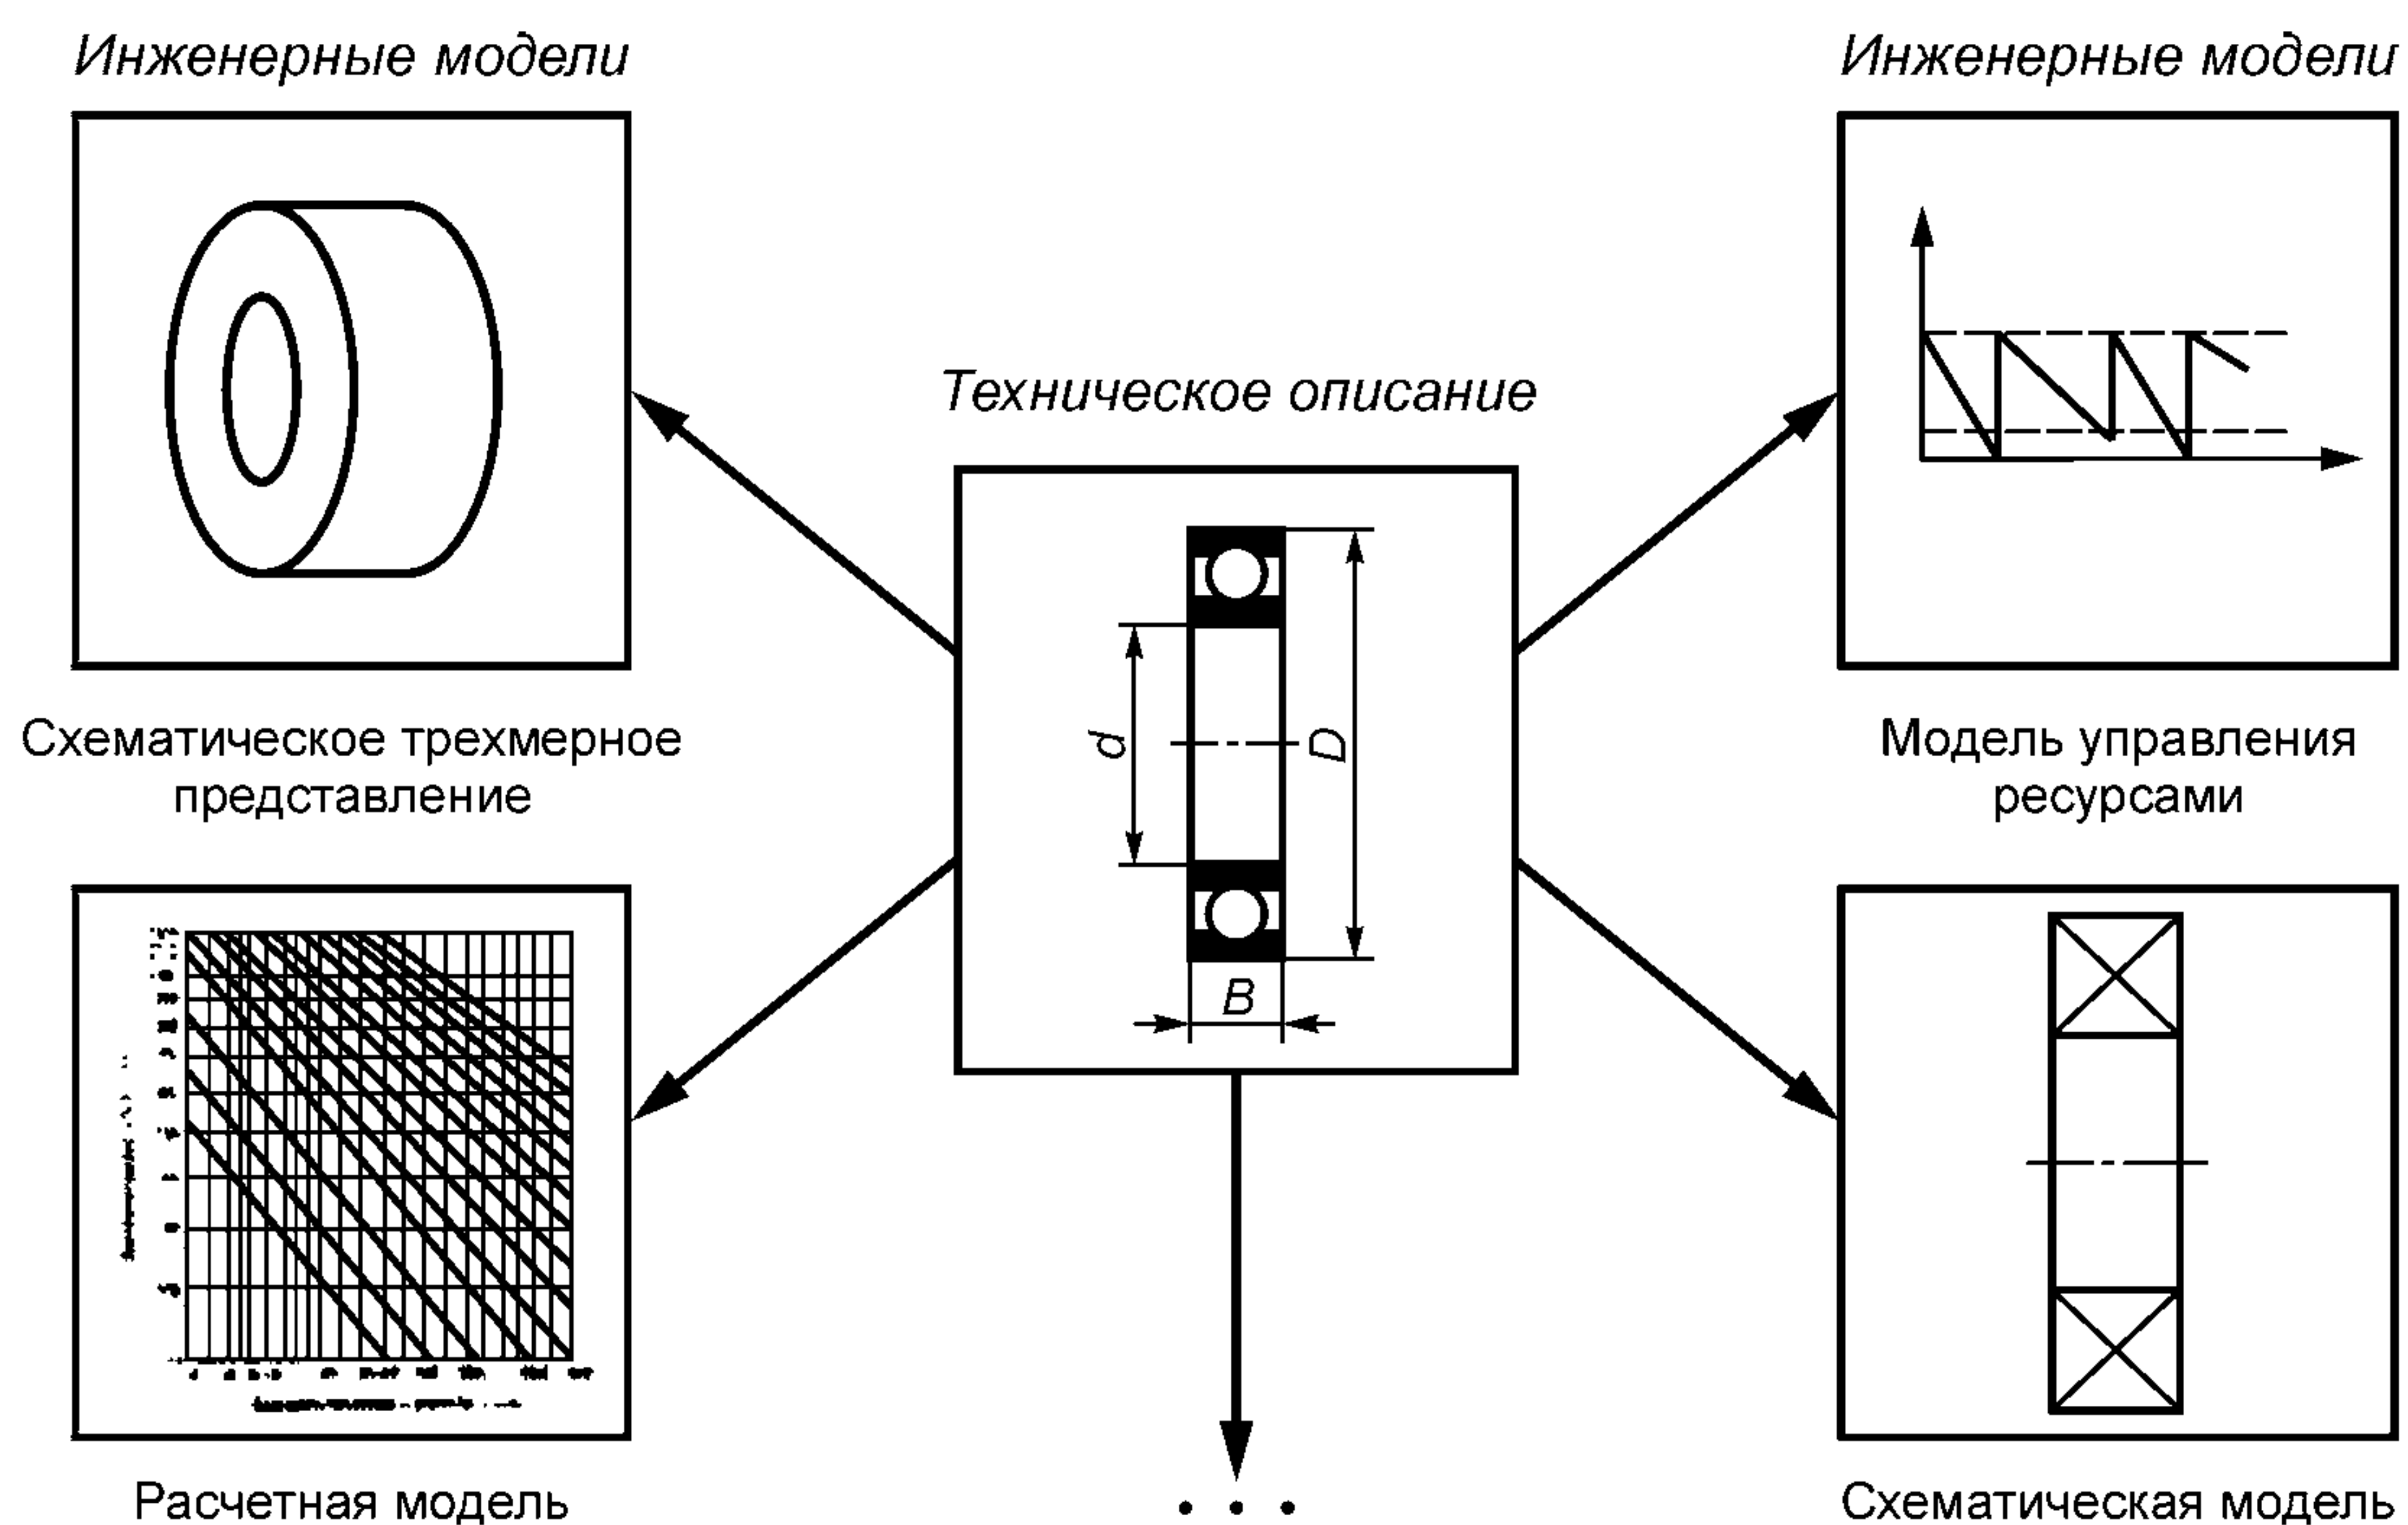 Инженерные модели
Инженерные модели
Техническое описание
d
D
B
Схематическое трехмерное
представление
Модель управления
ресурсами
Расчетная модель
. . .
Схематическая модель